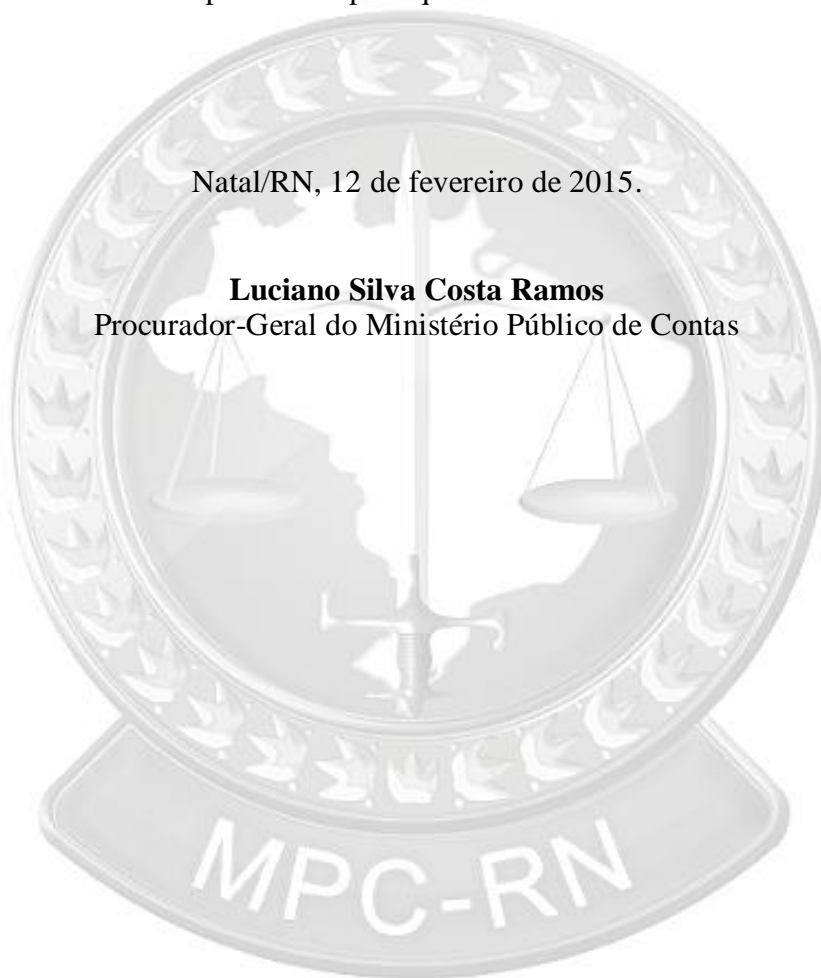 Natal/RN, 12 de fevereiro de 2015.
Luciano Silva Costa Ramos
Procurador-Geral do Ministério Público de Contas
MPC-RN